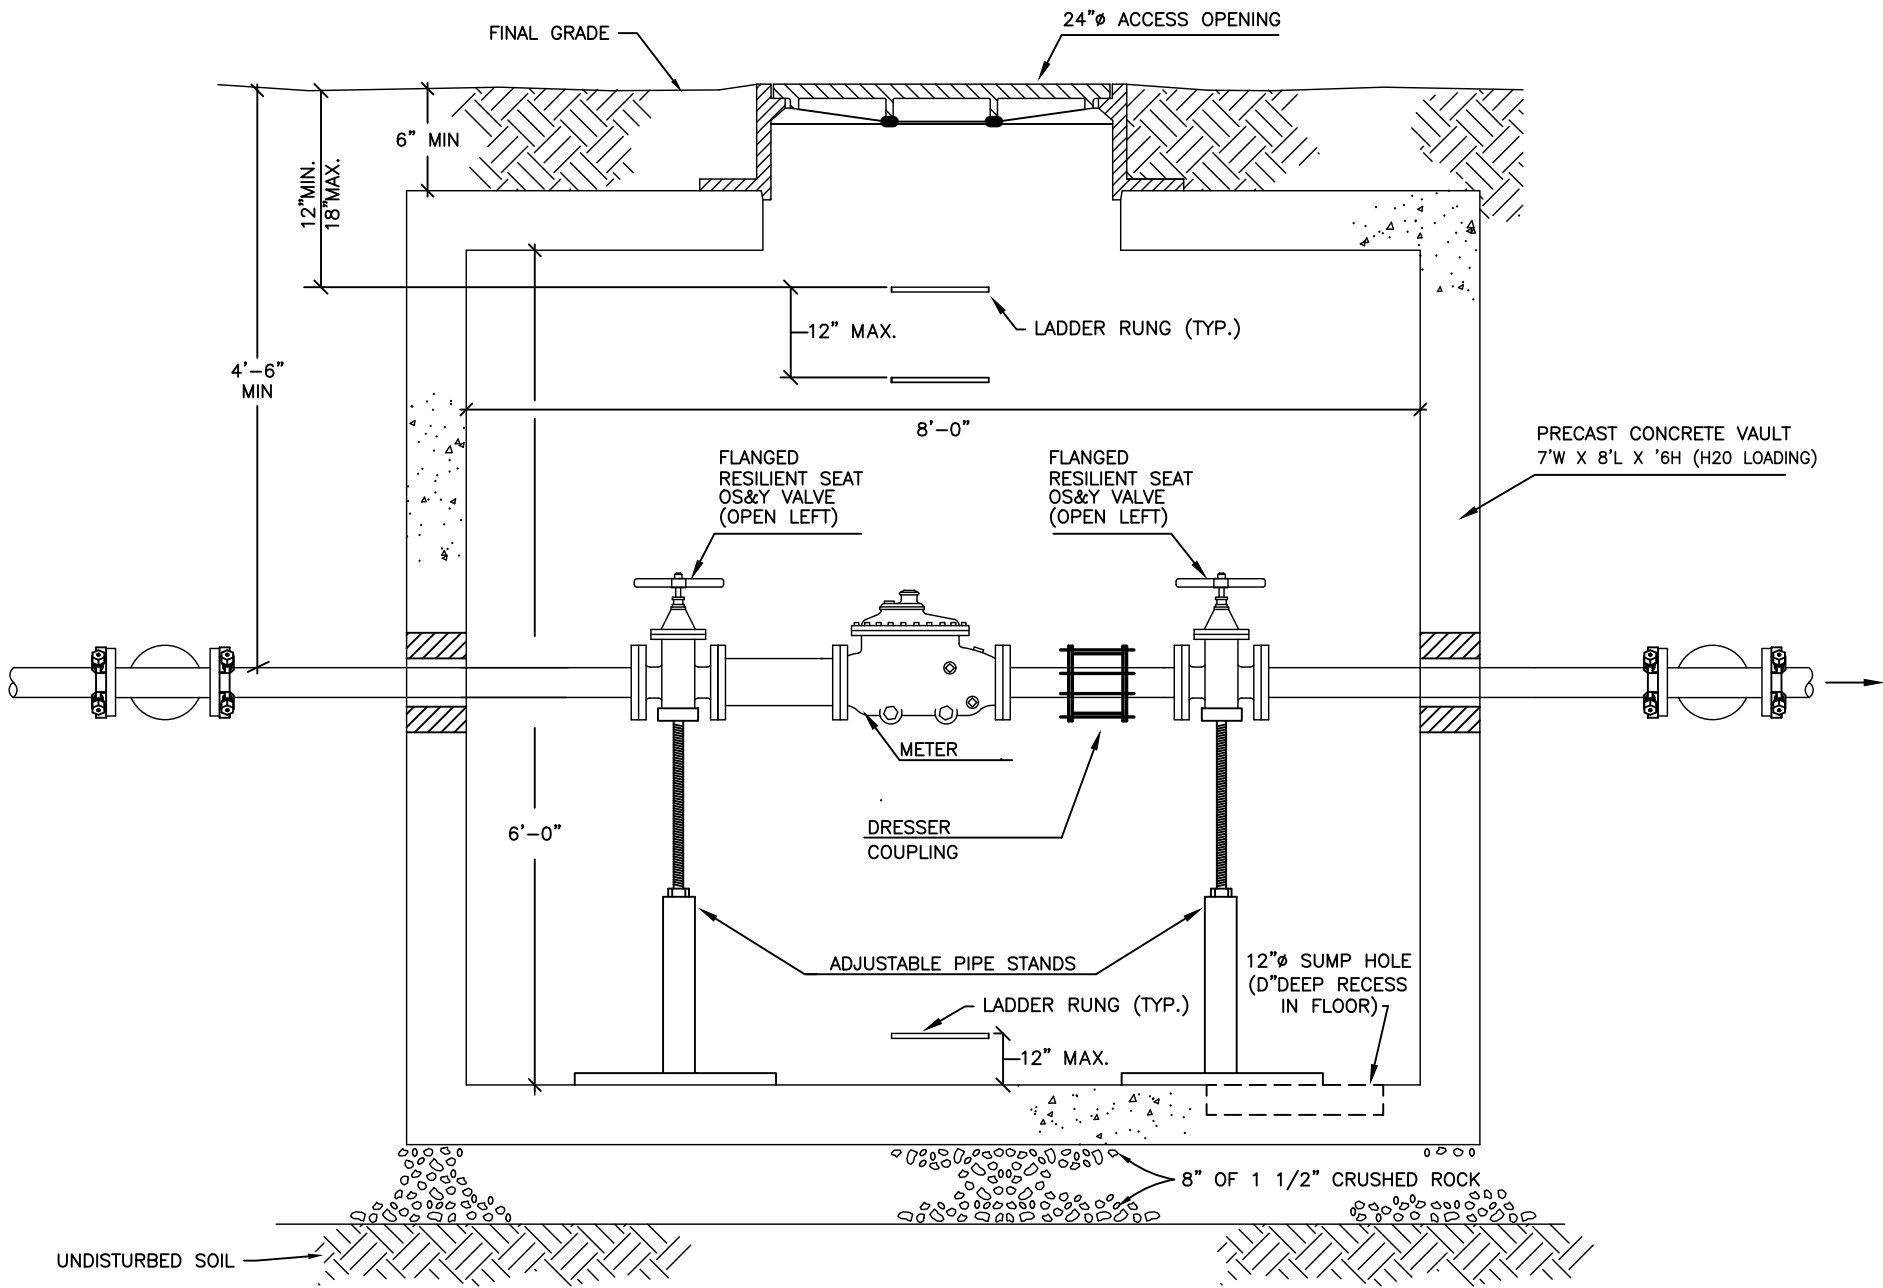 24"ø ACCESS OPENING
FINAL GRADE
6" MIN
12"MIN.
18"MAX.
12" MAX.
LADDER RUNG (TYP.)
4'-6"
MIN
8'-0"
PRECAST CONCRETE VAULT
7'W X 8'L X '6H (H20 LOADING)
FLANGED
RESILIENT SEAT
OS&Y VALVE
(OPEN LEFT)
FLANGED
RESILIENT SEAT
OS&Y VALVE
(OPEN LEFT)
METER
6'-0"
DRESSER
COUPLING
ADJUSTABLE PIPE STANDS
12"ø SUMP HOLE
(D"DEEP RECESS
IN FLOOR)
LADDER RUNG (TYP.)
12" MAX.
8" OF 1 1/2" CRUSHED ROCK
UNDISTURBED SOIL